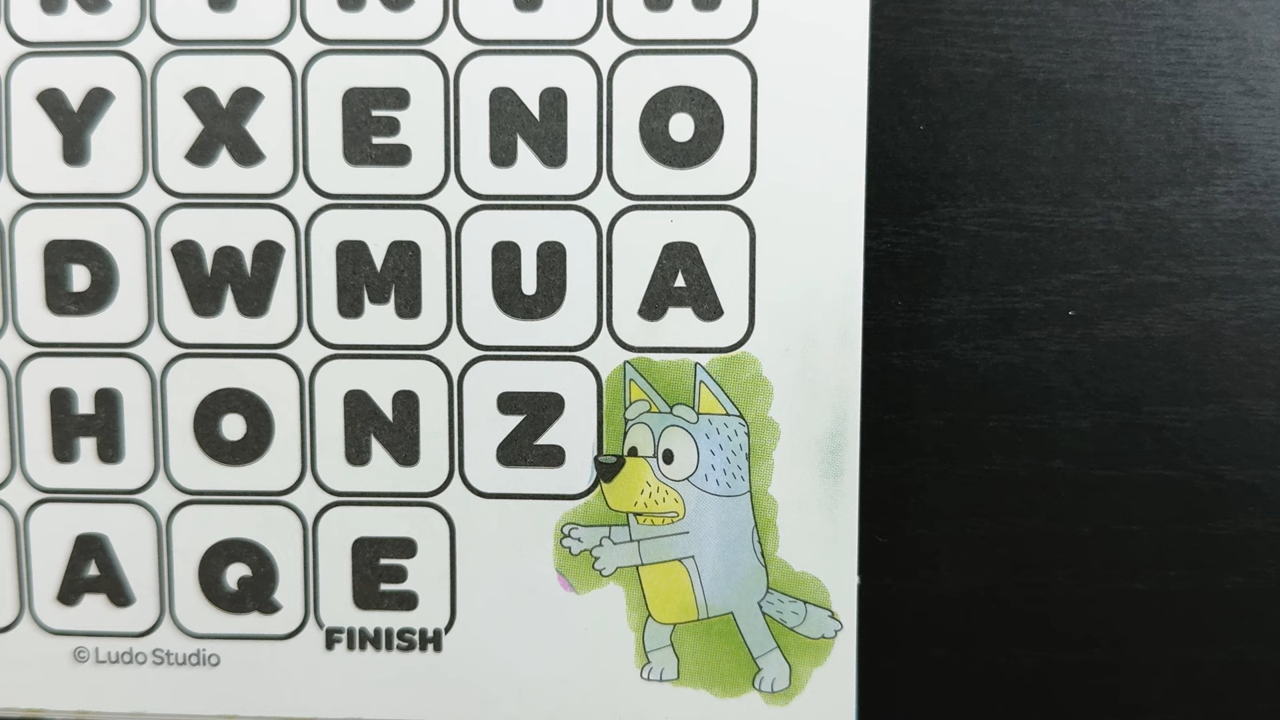 Y X E N O
D W M U A
H O N Z
A Q E
FINISH
© Ludo Studio